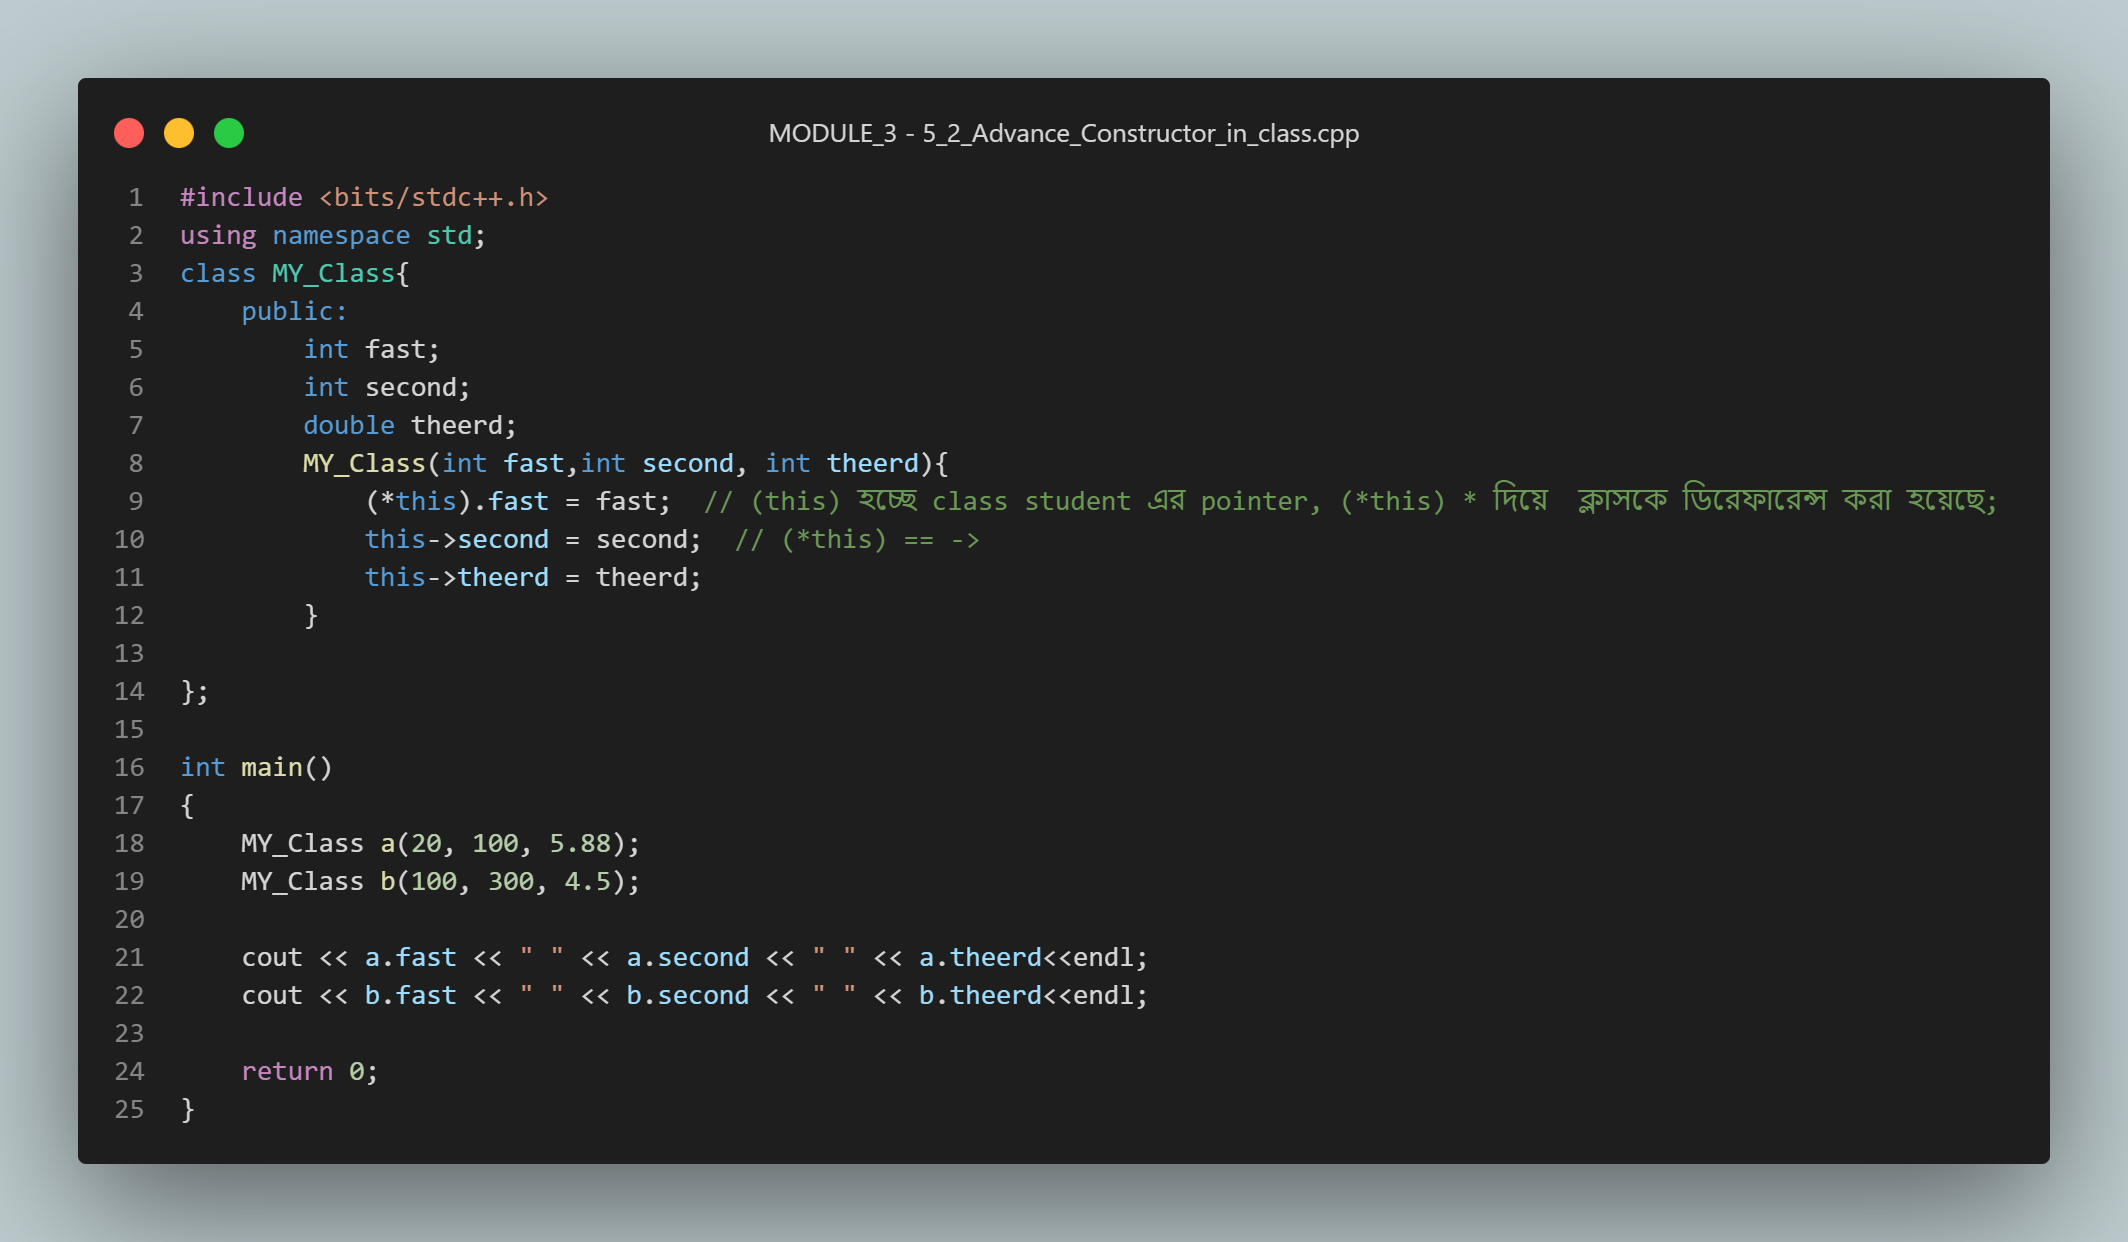 MODULE_3 - 5_2_Advance_Constructor_in_class.cpp
1 #include <bits/stdc++.h>
2 using namespace std;
3 class MY_Class{
4     public:
5         int fast;
6         int second;
7         double theerd;
8         MY_Class(int fast,int second, int theerd){
9             (*this).fast = fast;  // (this) হচ্ছে class student এর pointer, (*this) * দিয়ে  ক্লাসকে ডিরেফারেন্স করা হয়েছে;
10             this->second = second;  // (*this) == ->
11             this->theerd = theerd;
12         }
13
14 };
15
16 int main()
17 {
18     MY_Class a(20, 100, 5.88);
19     MY_Class b(100, 300, 4.5);
20
21     cout << a.fast << " " << a.second << " " << a.theerd<<endl;
22     cout << b.fast << " " << b.second << " " << b.theerd<<endl;
23
24     return 0;
25 }